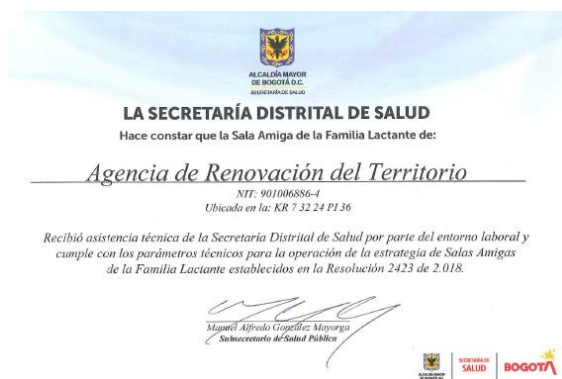 ALCALDÍA MAYOR
DE BOGOTÁ D.C.
SECRETARÍA DE SALUD
LA SECRETARÍA DISTRITAL DE SALUD
Hace constar que la Sala Amiga de la Familia Lactante de:
Agencia de Renovación del Territorio
NIT: 901006886-4
Ubicada en la: KR 7 32 24 PI 36
Recibió asistencia técnica de la Secretaría Distrital de Salud por parte del entorno laboral y
cumple con los parámetros técnicos para la operación de la estrategia de Salas Amigas
de la Familia Lactante establecidos en la Resolución 2423 de 2.018.
Manuel Alfredo González Mayorga
Subsecretario de Salud Pública
ALCALDÍA MAYOR
DE BOGOTÁ D.C.
SECRETARÍA DE
SALUD
BOGOTÁ